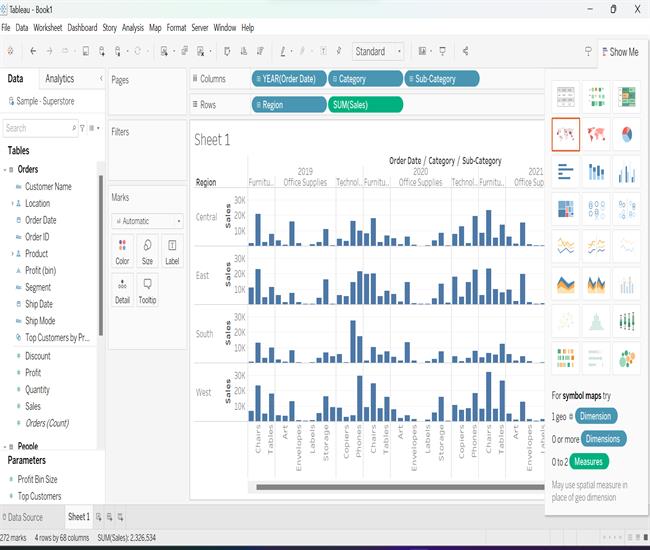 Tableau - Book1
File Data Worksheet Dashboard Story Analysis Map Format Server Window Help
Standard
Show Me
Data Analytics
Sample - Superstore
Search
Tables
Orders
Customer Name
Location
Order Date
Order ID
Product
Profit (bin)
Segment
Ship Date
Ship Mode
Top Customers by Pr...
Discount
Profit
Quantity
Sales
Orders (Count)
People
Parameters
Profit Bin Size
Top Customers
Pages
Filters
Marks
Automatic
Color Size Label
Detail Tooltip
Columns YEAR(Order Date) Category Sub-Category
Rows Region SUM(Sales)
Sheet 1
Order Date / Category / Sub-Category
2019 2020 2021
Region Furnitu.. Office Supplies Technol.. Furnitu.. Office Supplies Technol.. Furnitu.. Office Supp
Central Sales 30K 20K 10K
East Sales 30K 20K 10K
South Sales 30K 20K 10K
West Sales 30K 20K 10K
Chairs Tables Art Envelopes Labels Storage Copiers Phones Chairs Tables Art Envelopes Labels Storage Copiers Phones Chairs Tables Art Envelopes
For symbol maps try
1 geo Dimension
0 or more Dimensions
0 to 2 Measures
May use spatial measure in
place of geo dimension
Data Source Sheet 1
272 marks 4 rows by 68 columns SUM(Sales): 2,326,534